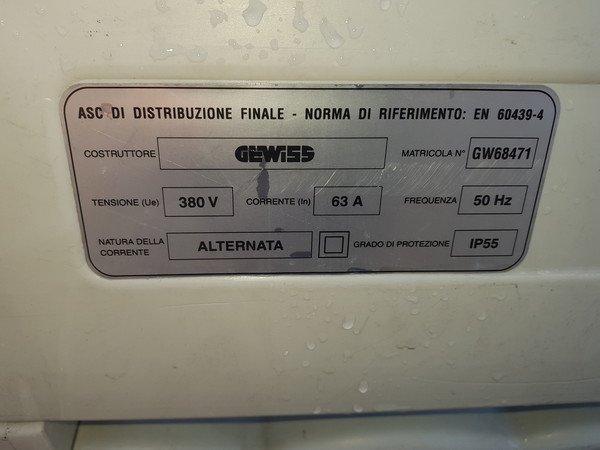 ASC DI DISTRIBUZIONE FINALE - NORMA DI RIFERIMENTO: EN 60439-4
COSTRUTTORE GEWISS MATRICOLA N° GW68471
TENSIONE (Ue) 380 V CORRENTE (In) 63 A FREQUENZA 50 Hz
NATURA DELLA CORRENTE ALTERNATA GRADO DI PROTEZIONE IP55